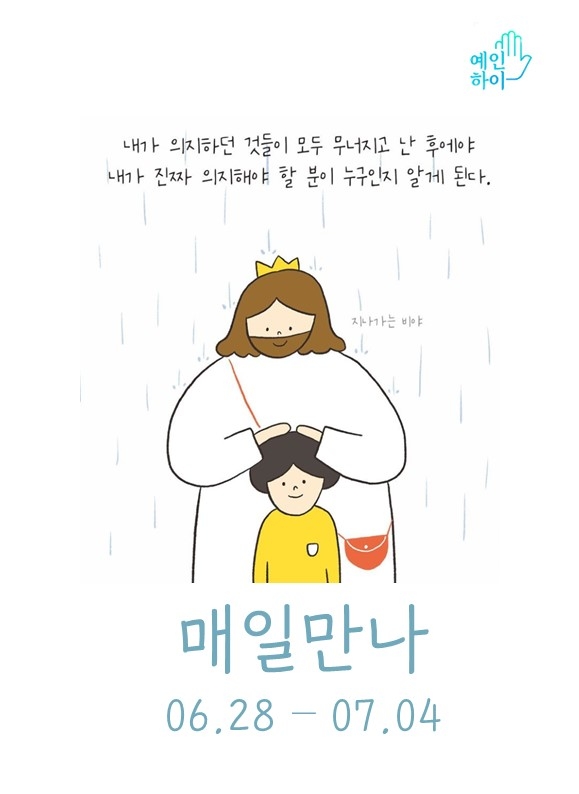 예인
하이
내가 의지하던 것들이 모두 무너지고 난 후에야
내가 진짜 의지해야 할 분이 누구인지 알게 된다.
지나가는 비야
매일만나
06.28 - 07.04